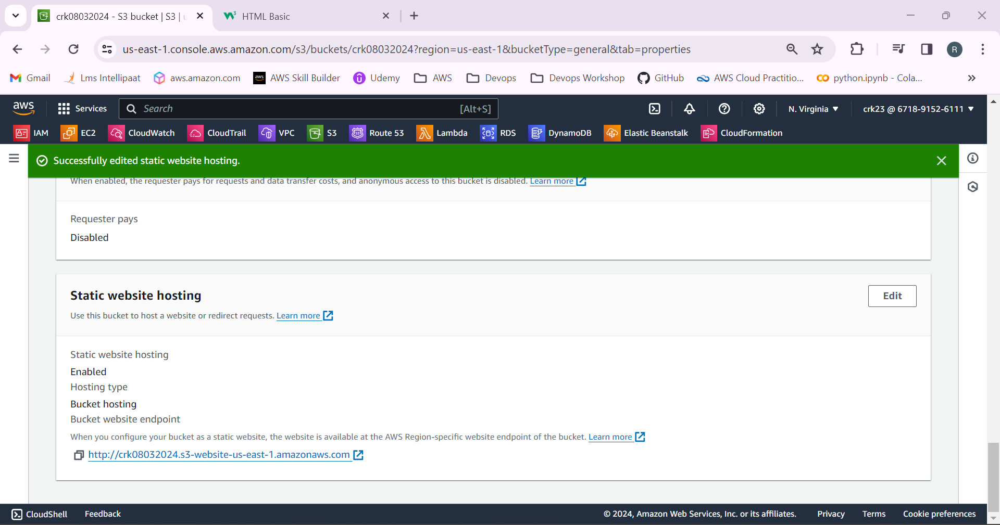 crk08032024 - S3 bucket | S3 | u
HTML Basic
us-east-1.console.aws.amazon.com/s3/buckets/crk08032024?region=us-east-1&bucketType=general&tab=properties
R
Gmail
Lms Intellipaat
aws.amazon.com
aws
AWS Skill Builder
Udemy
AWS
Devops
Devops Workshop
GitHub
AWS Cloud Practitio...
python.ipynb - Cola...
aws
Services
Search
[Alt+S]
N. Virginia
crk23 @ 6718-9152-6111
IAM
EC2
CloudWatch
CloudTrail
VPC
S3
Route 53
Lambda
RDS
DynamoDB
Elastic Beanstalk
CloudFormation
Successfully edited static website hosting.
When enabled, the requester pays for requests and data transfer costs, and anonymous access to this bucket is disabled. Learn more
Requester pays
Disabled
Static website hosting
Edit
Use this bucket to host a website or redirect requests. Learn more
Static website hosting
Enabled
Hosting type
Bucket hosting
Bucket website endpoint
When you configure your bucket as a static website, the website is available at the AWS Region-specific website endpoint of the bucket. Learn more
http://crk08032024.s3-website-us-east-1.amazonaws.com
CloudShell
Feedback
© 2024, Amazon Web Services, Inc. or its affiliates.
Privacy
Terms
Cookie preferences